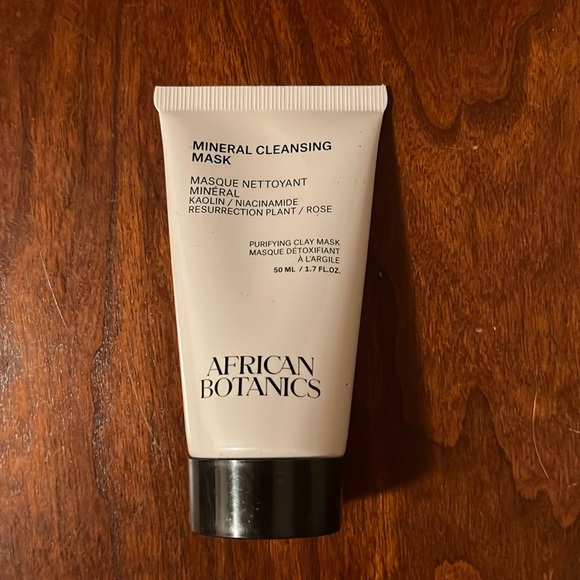 MINERAL CLEANSING
MASK
MASQUE NETTOYANT
MINÉRAL
KAOLIN / NIACINAMIDE
RESURRECTION PLANT / ROSE
PURIFYING CLAY MASK
MASQUE DÉTOXIFIANT
À L'ARGILE
50 ML / 1.7 FL.OZ.
AFRICAN
BOTANICS